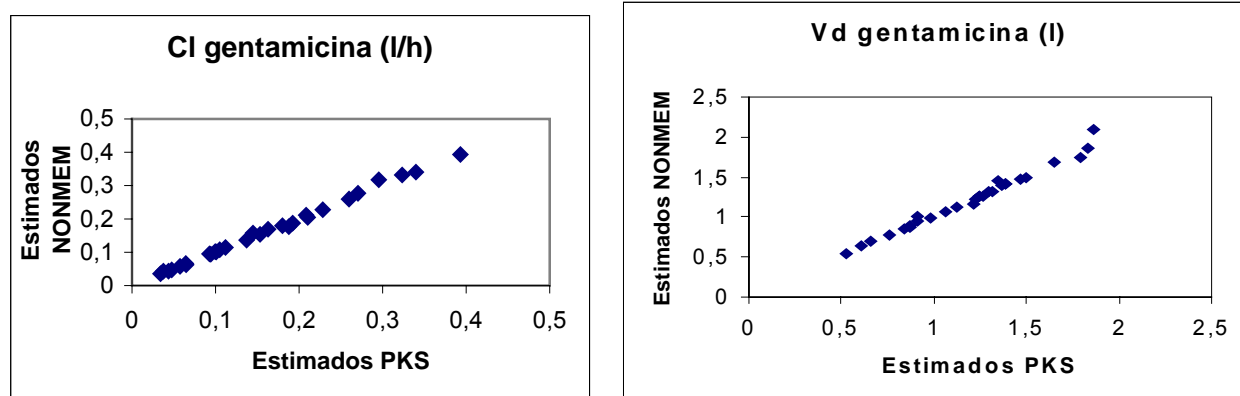 Cl gentamicina (l/h)
Estimados
NONMEM
0,5
0,4
0,3
0,2
0,1
0
0 0,1 0,2 0,3 0,4 0,5
Estimados PKS
Vd gentamicina (l)
Estimados NONMEM
2,5
2
1,5
1
0,5
0
0 0,5 1 1,5 2 2,5
Estimados PKS